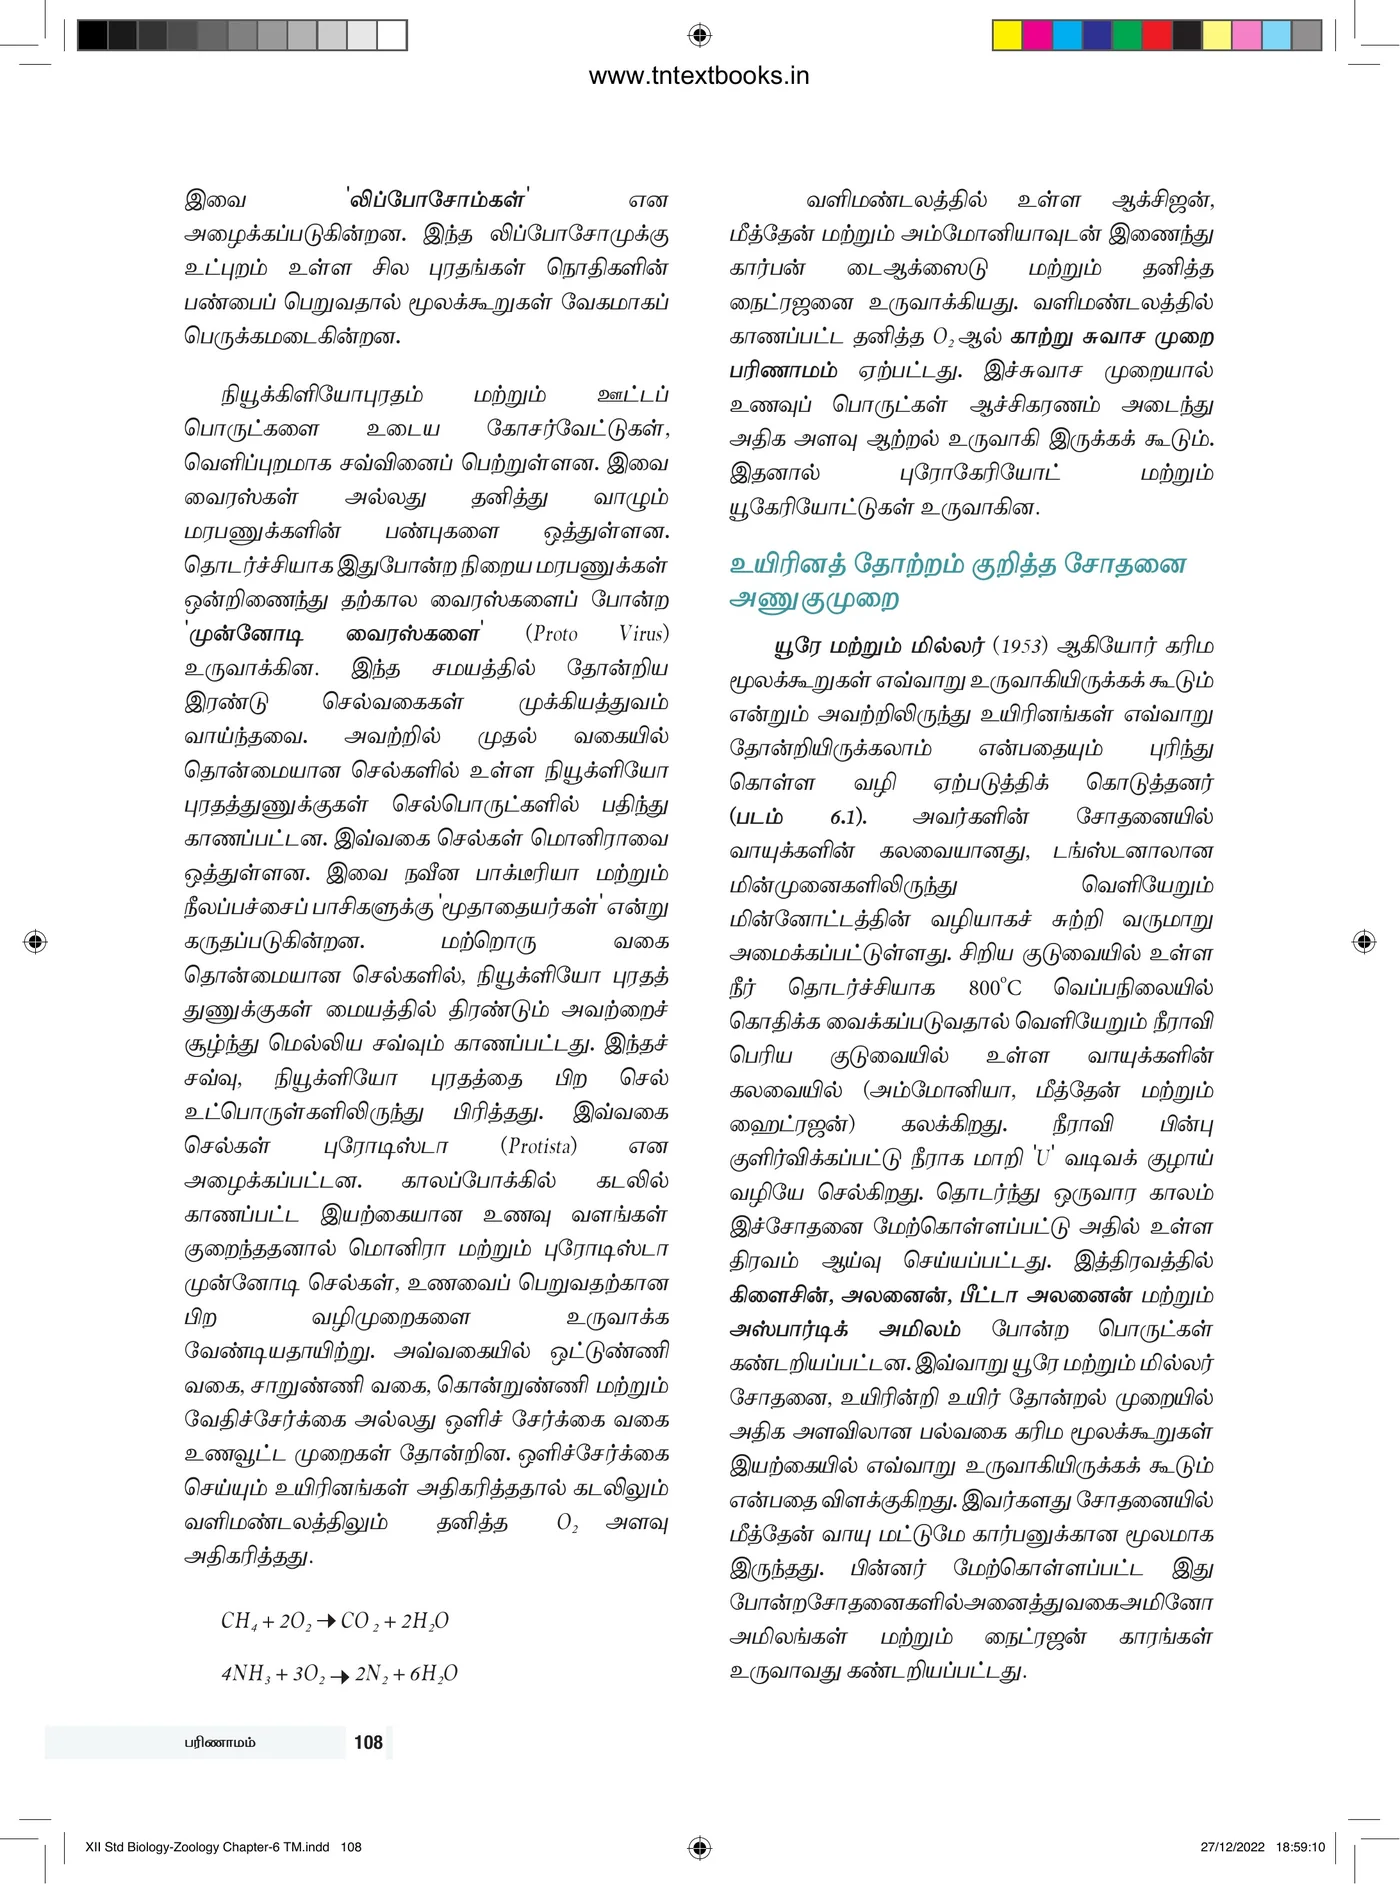 www.tntextbooks.in
இவை 'லிப்போசோம்கள்' என
அழைக்கப்படுகின்றன. இந்த லிப்போசோமுக்கு
உட்புறம் உள்ள சில புரதங்கள் நொதிகளின்
பண்பைப் பெறுவதால் மூலக்கூறுகள் வேகமாகப்
பெருக்கமடைகின்றன.
நியூக்கிளியோபுரதம் மற்றும் ஊட்டப்
பொருட்களை உடைய கோசர்வேட்டுகள்,
வெளிப்புறமாக சவ்வினைப் பெற்றுள்ளன. இவை
வைரஸ்கள் அல்லது தனித்து வாழும்
மரபணுக்களின் பண்புகளை ஒத்துள்ளன.
தொடர்ச்சியாக இதுபோன்ற நிறைய மரபணுக்கள்
ஒன்றிணைந்து தற்கால வைரஸ்களைப் போன்ற
'முன்னோடி வைரஸ்களை' (Proto Virus)
உருவாக்கின. இந்த சமயத்தில் தோன்றிய
இரண்டு செல்வகைகள் முக்கியத்துவம்
வாய்ந்தவை. அவற்றில் முதல் வகையில்
தொன்மையான செல்களில் உள்ள நியூக்ளியோ
புரதத்துணுக்குகள் செல்பொருட்களில் பதிந்து
காணப்பட்டன. இவ்வகை செல்கள் மொனிராவை
ஒத்துள்ளன. இவை நவீன பாக்டீரியா மற்றும்
நீலப்பச்சைப் பாசிகளுக்கு 'மூதாதையர்கள்' என்று
கருதப்படுகின்றன. மற்றொரு வகை
தொன்மையான செல்களில், நியூக்ளியோ புரதத்
துணுக்குகள் மையத்தில் திரண்டும் அவற்றைச்
சூழ்ந்து மெல்லிய சவ்வும் காணப்பட்டது. இந்தச்
சவ்வு, நியூக்ளியோ புரதத்தை பிற செல்
உட்பொருள்களிலிருந்து பிரித்தது. இவ்வகை
செல்கள் புரோடிஸ்டா (Protista) என
அழைக்கப்பட்டன. காலப்போக்கில் கடலில்
காணப்பட்ட இயற்கையான உணவு வளங்கள்
குறைந்ததனால் மொனிரா மற்றும் புரோடிஸ்டா
முன்னோடி செல்கள், உணவைப் பெறுவதற்கான
பிற வழிமுறைகளை உருவாக்க
வேண்டியதாயிற்று. அவ்வகையில் ஒட்டுண்ணி
வகை, சாறுண்ணி வகை, கொன்றுண்ணி மற்றும்
வேதிச்சேர்க்கை அல்லது ஒளிச் சேர்க்கை வகை
உணவூட்ட முறைகள் தோன்றின. ஒளிச்சேர்க்கை
செய்யும் உயிரினங்கள் அதிகரித்ததால் கடலிலும்
வளிமண்டலத்திலும் தனித்த O₂ அளவு
அதிகரித்தது.
CH₄ + 2O₂ → CO₂ + 2H₂O
4NH₃ + 3O₂ → 2N₂ + 6H₂O
வளிமண்டலத்தில் உள்ள ஆக்சிஜன்,
மீத்தேன் மற்றும் அம்மோனியாவுடன் இணைந்து
கார்பன் டைஆக்ஸைடு மற்றும் தனித்த
நைட்ரஜனை உருவாக்கியது. வளிமண்டலத்தில்
காணப்பட்ட தனித்த O₂ ஆல் காற்று சுவாச முறை
பரிணாமம் ஏற்பட்டது. இச்சுவாச முறையால்
உணவுப் பொருட்கள் ஆச்சிகரணம் அடைந்து
அதிக அளவு ஆற்றல் உருவாகி இருக்கக் கூடும்.
இதனால் புரோகேரியோட் மற்றும்
யூகேரியோட்டுகள் உருவாகின.
உயிரினத் தோற்றம் குறித்த சோதனை
அணுகுமுறை
யூரே மற்றும் மில்லர் (1953) ஆகியோர் கரிம
மூலக்கூறுகள் எவ்வாறு உருவாகியிருக்கக் கூடும்
என்றும் அவற்றிலிருந்து உயிரினங்கள் எவ்வாறு
தோன்றியிருக்கலாம் என்பதையும் புரிந்து
கொள்ள வழி ஏற்படுத்திக் கொடுத்தனர்
(படம் 6.1). அவர்களின் சோதனையில்
வாயுக்களின் கலவையானது, டங்ஸ்டனாலான
மின்முனைகளிலிருந்து வெளியேறும்
மின்னோட்டத்தின் வழியாகச் சுற்றி வருமாறு
அமைக்கப்பட்டுள்ளது. சிறிய குடுவையில் உள்ள
நீர் தொடர்ச்சியாக 800°C வெப்பநிலையில்
கொதிக்க வைக்கப்படுவதால் வெளியேறும் நீராவி
பெரிய குடுவையில் உள்ள வாயுக்களின்
கலவையில் (அம்மோனியா, மீத்தேன் மற்றும்
ஹைட்ரஜன்) கலக்கிறது. நீராவி பின்பு
குளிர்விக்கப்பட்டு நீராக மாறி 'U' வடிவக் குழாய்
வழியே செல்கிறது. தொடர்ந்து ஒருவார காலம்
இச்சோதனை மேற்கொள்ளப்பட்டு அதில் உள்ள
திரவம் ஆய்வு செய்யப்பட்டது. இத்திரவத்தில்
கிளைசின், அலனைன், பீட்டா அலனைன் மற்றும்
அஸ்பார்டிக் அமிலம் போன்ற பொருட்கள்
கண்டறியப்பட்டன. இவ்வாறு யூரே மற்றும் மில்லர்
சோதனை, உயிரின்றி உயிர் தோன்றல் முறையில்
அதிக அளவிலான பல்வகை கரிம மூலக்கூறுகள்
இயற்கையில் எவ்வாறு உருவாகியிருக்கக் கூடும்
என்பதை விளக்குகிறது. இவர்களது சோதனையில்
மீத்தேன் வாயு மட்டுமே கார்பனுக்கான மூலமாக
இருந்தது. பின்னர் மேற்கொள்ளப்பட்ட இது
போன்றசோதனைகளில்அனைத்துவகைஅமினோ
அமிலங்கள் மற்றும் நைட்ரஜன் காரங்கள்
உருவாவது கண்டறியப்பட்டது.
பரிணாமம் 108
XII Std Biology-Zoology Chapter-6 TM.indd 108
27/12/2022 18:59:10